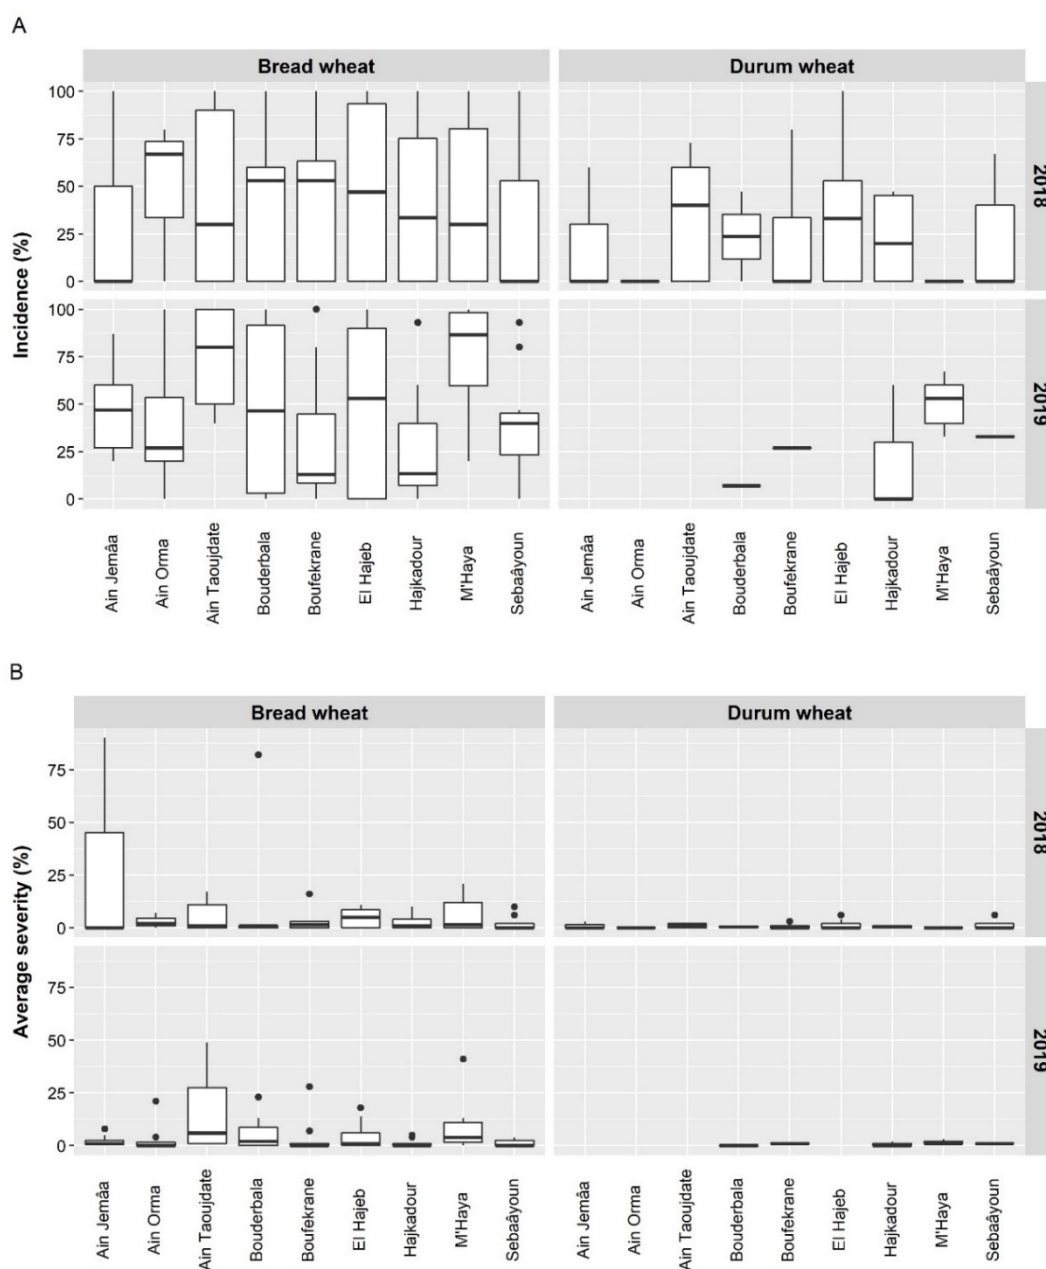 A
Bread wheat
Durum wheat
Incidence (%)
100
75
50
25
0
2018
100
75
50
25
0
2019
Ain Jemâa
Ain Orma
Ain Taoujdate
Bouderbala
Boufekrane
El Hajeb
Hajkadour
M'Haya
Sebaâyoun
Ain Jemâa
Ain Orma
Ain Taoujdate
Bouderbala
Boufekrane
El Hajeb
Hajkadour
M'Haya
Sebaâyoun
B
Bread wheat
Durum wheat
Average severity (%)
75
50
25
0
2018
75
50
25
0
2019
Ain Jemâa
Ain Orma
Ain Taoujdate
Bouderbala
Boufekrane
El Hajeb
Hajkadour
M'Haya
Sebaâyoun
Ain Jemâa
Ain Orma
Ain Taoujdate
Bouderbala
Boufekrane
El Hajeb
Hajkadour
M'Haya
Sebaâyoun